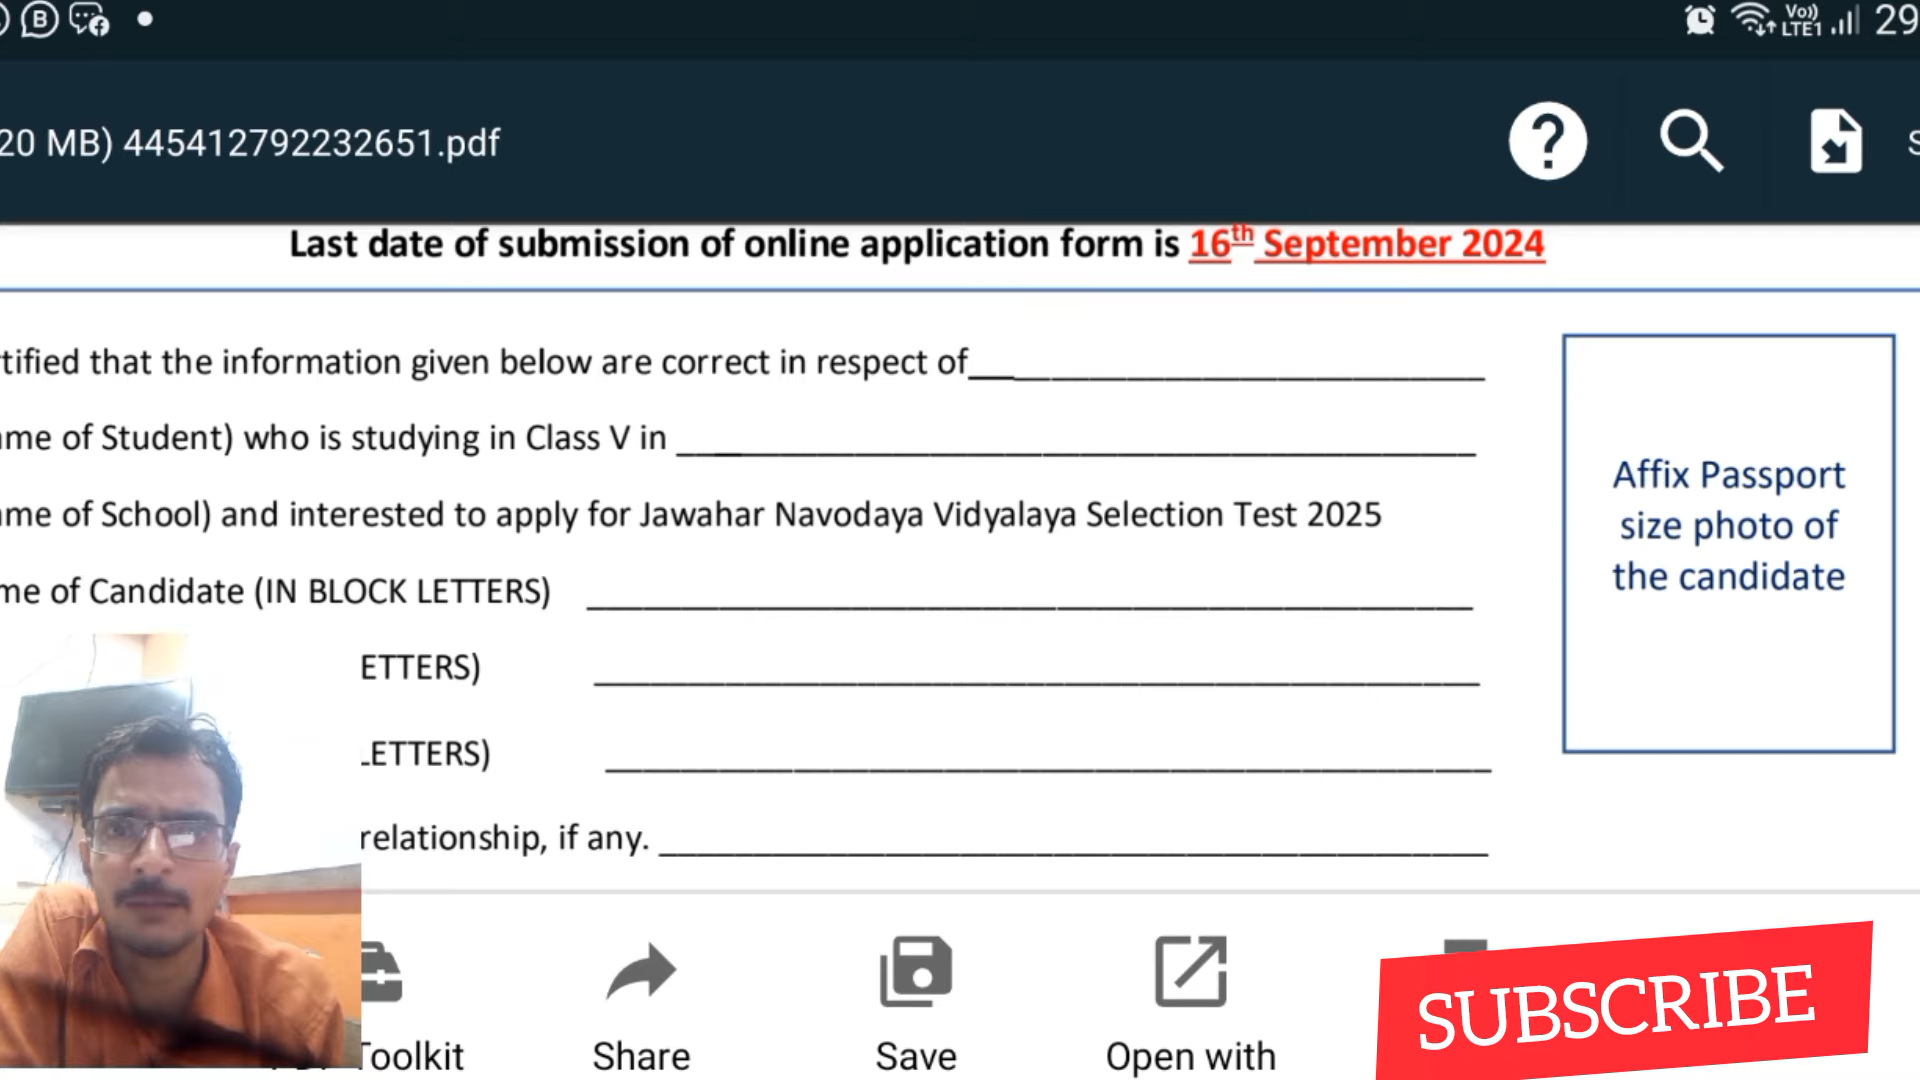 29
20 MB) 445412792232651.pdf
Last date of submission of online application form is 16th September 2024
tified that the information given below are correct in respect of
me of Student) who is studying in Class V in
me of School) and interested to apply for Jawahar Navodaya Vidyalaya Selection Test 2025
me of Candidate (IN BLOCK LETTERS)
ETTERS)
LETTERS)
relationship, if any.
Affix Passport
size photo of
the candidate
Toolkit
Share
Save
Open with
SUBSCRIBE